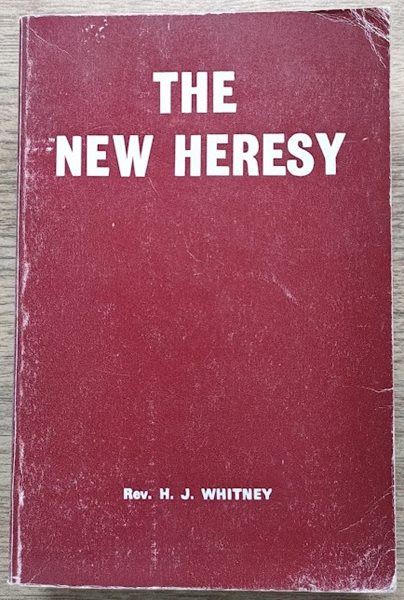 THE
NEW HERESY
Rev. H. J. WHITNEY